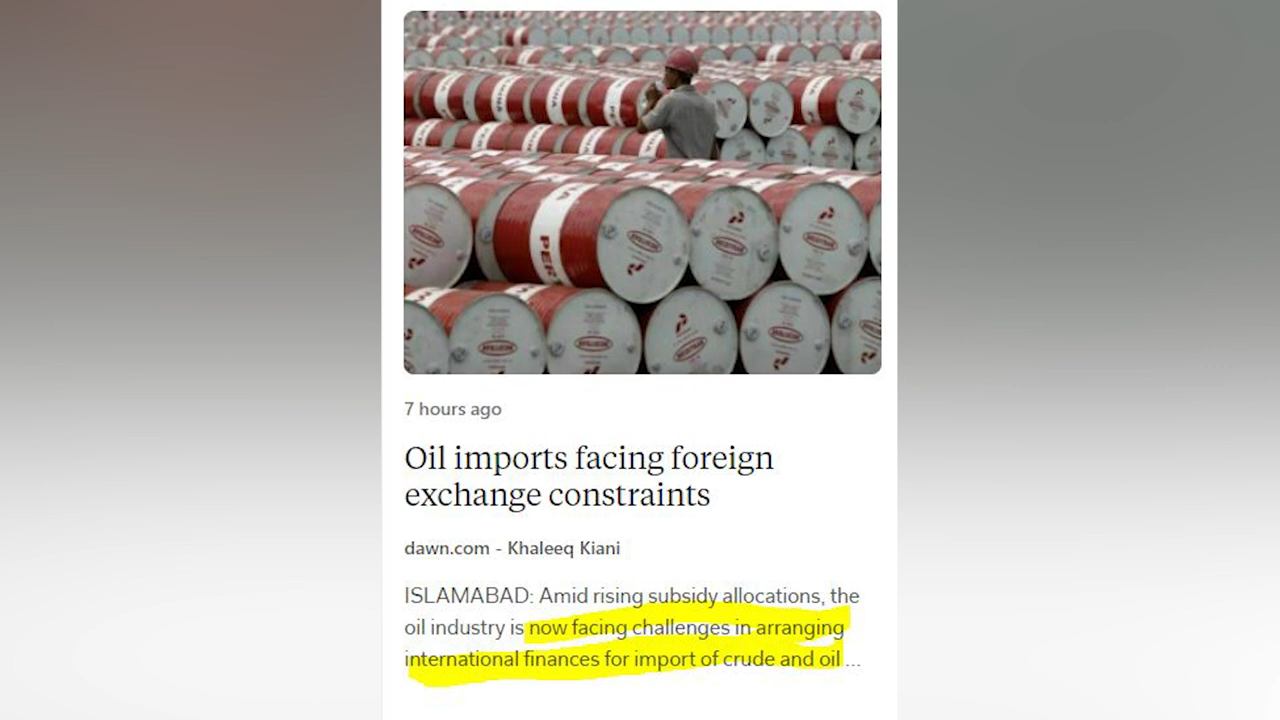 PERTAMINA
7 hours ago
Oil imports facing foreign
exchange constraints
dawn.com - Khaleeq Kiani
ISLAMABAD: Amid rising subsidy allocations, the
oil industry is now facing challenges in arranging
international finances for import of crude and oil ...